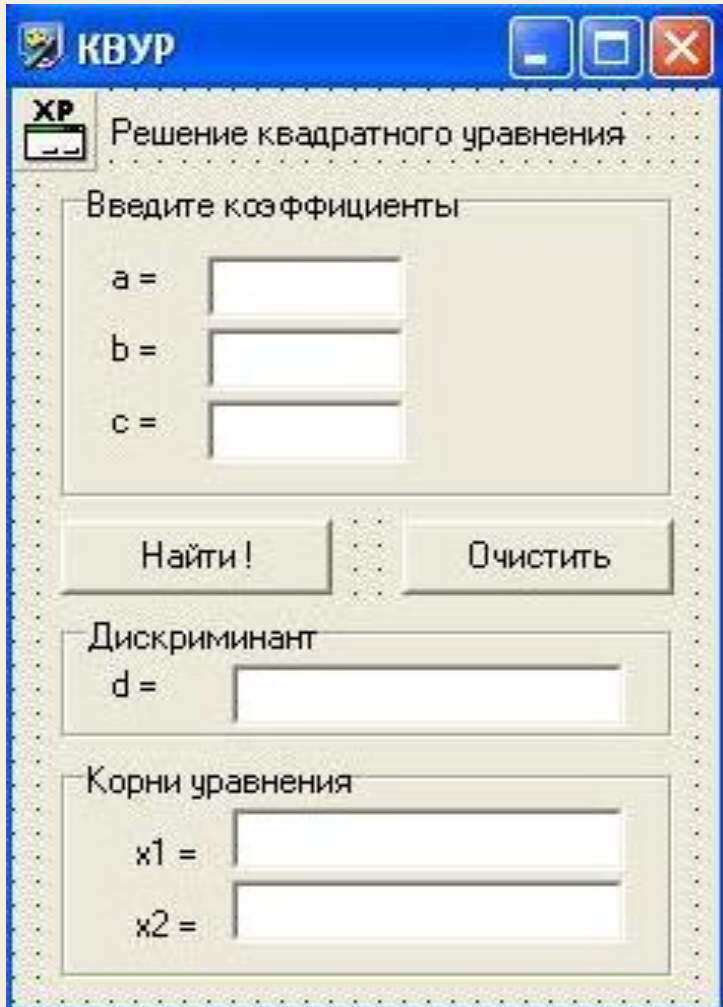 КВУР
XP
Решение квадратного уравнения
Введите коэффициенты
a =
b =
c =
Найти !
Очистить
Дискриминант
d =
Корни уравнения
x1 =
x2 =